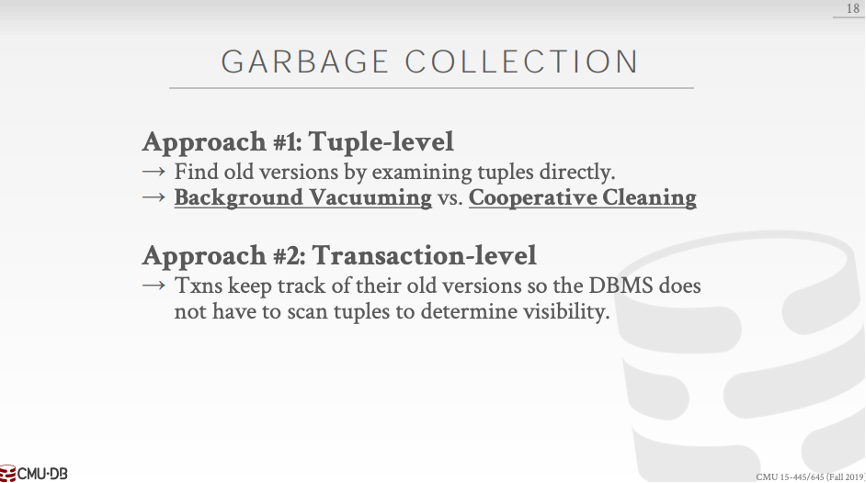 18
GARBAGE COLLECTION
Approach #1: Tuple-level
→ Find old versions by examining tuples directly.
→ Background Vacuuming vs. Cooperative Cleaning
Approach #2: Transaction-level
→ Txns keep track of their old versions so the DBMS does
not have to scan tuples to determine visibility.
CMU·DB
CMU 15-445/645 (Fall 2019)